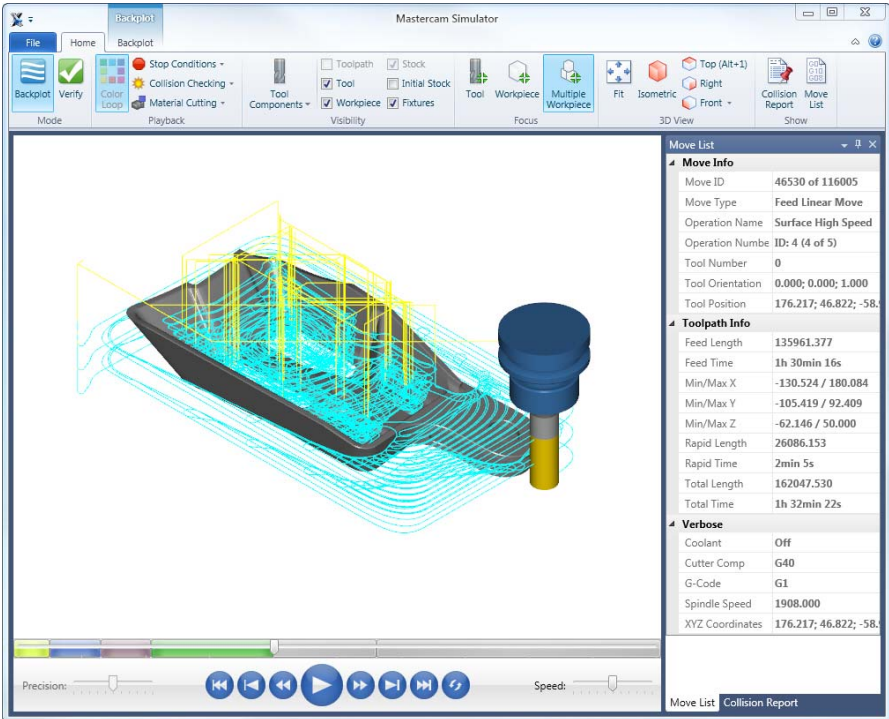 Backplot
Mastercam Simulator
File Home Backplot
Backplot
Verify
Mode
Color Loop
Stop Conditions
Collision Checking
Material Cutting
Playback
Tool Components
Toolpath Stock
Tool Initial Stock
Workpiece Fixtures
Visibility
Tool
Workpiece
Multiple Workpiece
Focus
Fit
Isometric
Top (Alt+1)
Right
Front
3D View
Collision Report
Move List
Show
Move List
Move Info
Move ID 46530 of 116005
Move Type Feed Linear Move
Operation Name Surface High Speed
Operation Numbe ID: 4 (4 of 5)
Tool Number 0
Tool Orientation 0.000; 0.000; 1.000
Tool Position 176.217; 46.822; -58.9
Toolpath Info
Feed Length 135961.377
Feed Time 1h 30min 16s
Min/Max X -130.524 / 180.084
Min/Max Y -105.419 / 92.409
Min/Max Z -62.146 / 50.000
Rapid Length 26086.153
Rapid Time 2min 5s
Total Length 162047.530
Total Time 1h 32min 22s
Verbose
Coolant Off
Cutter Comp G40
G-Code G1
Spindle Speed 1908.000
XYZ Coordinates 176.217; 46.822; -58.9
Precision:
Speed:
Move List Collision Report